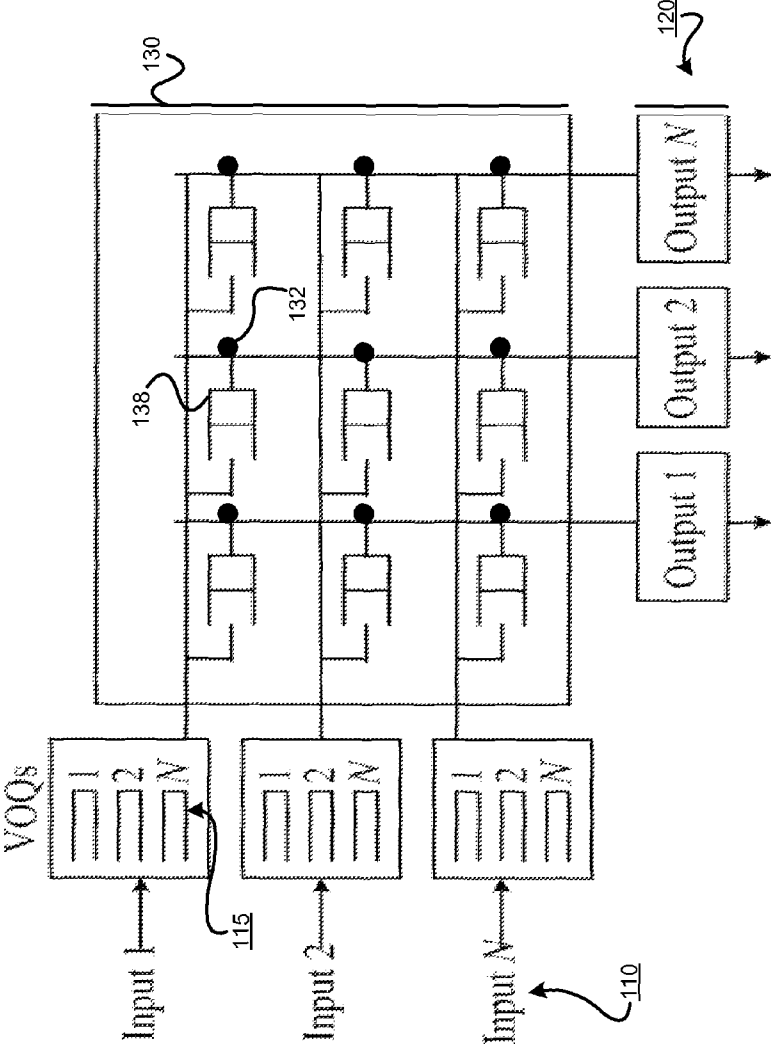 120
130
138
132
VOQs
1
2
N
1
2
N
1
2
N
115
Input 1
Input 2
Input N
110
Output 1
Output 2
Output N